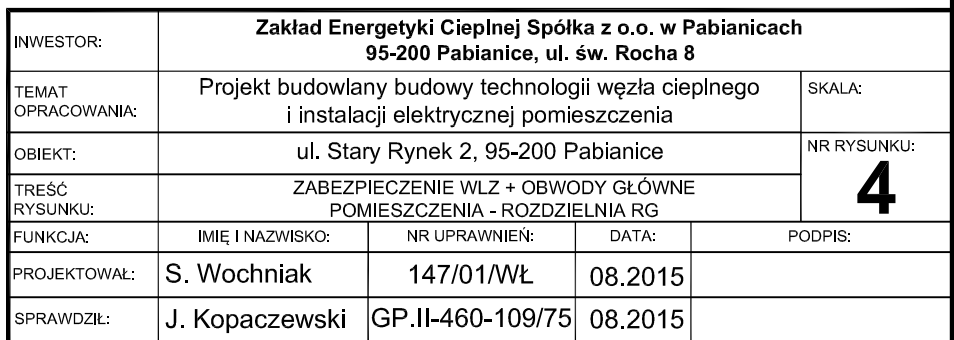 INWESTOR: Zakład Energetyki Cieplnej Spółka z o.o. w Pabianicach
95-200 Pabianice, ul. św. Rocha 8
TEMAT OPRACOWANIA: Projekt budowlany budowy technologii węzła cieplnego
i instalacji elektrycznej pomieszczenia
SKALA:
OBIEKT: ul. Stary Rynek 2, 95-200 Pabianice
NR RYSUNKU:
4
TREŚĆ RYSUNKU: ZABEZPIECZENIE WLZ + OBWODY GŁÓWNE
POMIESZCZENIA - ROZDZIELNIA RG
FUNKCJA: IMIĘ I NAZWISKO: NR UPRAWNIEŃ: DATA: PODPIS:
PROJEKTOWAŁ: S. Wochniak 147/01/WŁ 08.2015
SPRAWDZIŁ: J. Kopaczewski GP.II-460-109/75 08.2015